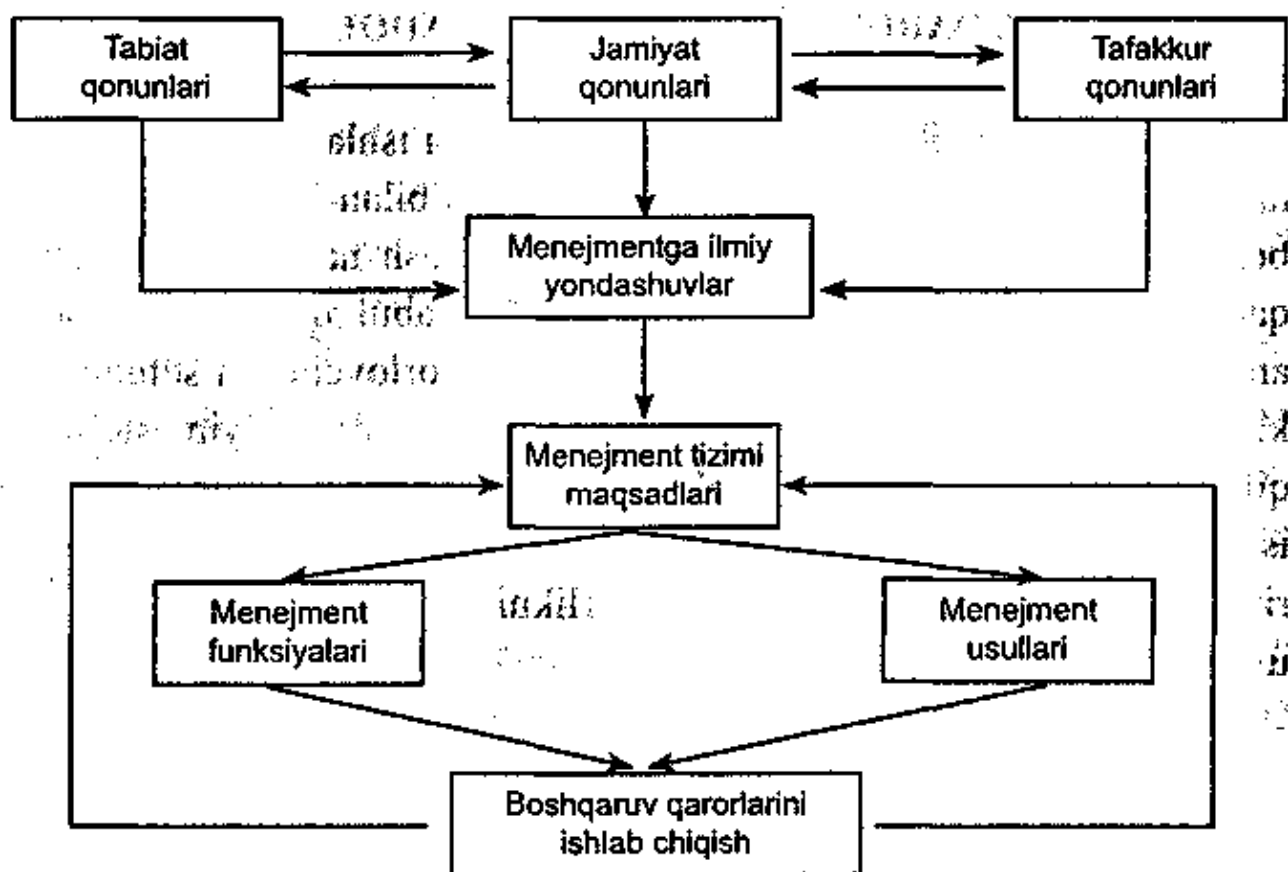 Tabiat
qonunlari
Jamiyat
qonunlari
Tafakkur
qonunlari
Menejmentga ilmiy
yondashuvlar
Menejment tizimi
maqsadlari
Menejment
funksiyalari
Menejment
usullari
Boshqaruv qarorlarini
ishlab chiqish